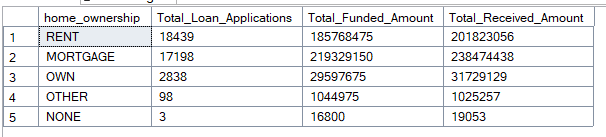 home_ownership Total_Loan_Applications Total_Funded_Amount Total_Received_Amount
1 RENT 18439 185768475 201823056
2 MORTGAGE 17198 219329150 238474438
3 OWN 2838 29597675 31729129
4 OTHER 98 1044975 1025257
5 NONE 3 16800 19053